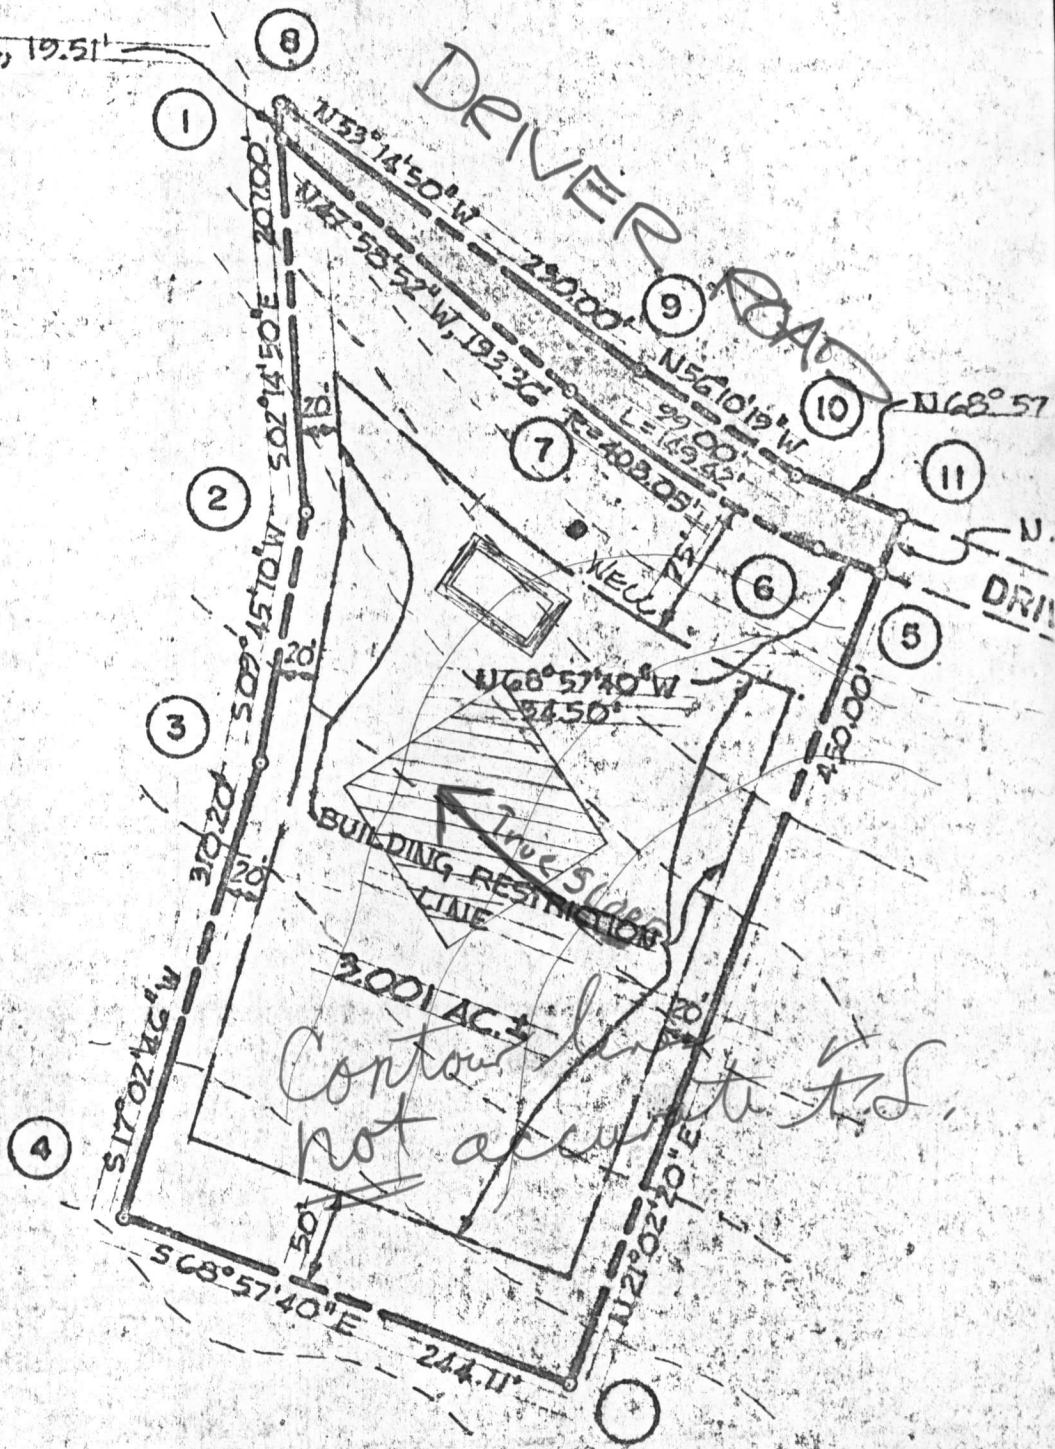 , 19.51'
8
DRIVER ROAD
1
N53°14'50"W
290.00'
207.00'
S02°14'50"E
N47°58'52"W, 193.36'
9
N56°10'19"W
99.00'
10
N68°57
L=149.62'
R=408.05'
11
7
20'
2
N.
75'
WELL
6
DRI
5
S09°45'10"W
20'
N68°57'40"W
34.50'
3
450.00'
310.20'
BUILDING RESTRICTION
LINE
True Slope
20'
3.001 AC.±
20'
Contour lines
not accurate
S17°02'46"W
4
N21°02'20"E
50'
S68°57'40"E
244.11'